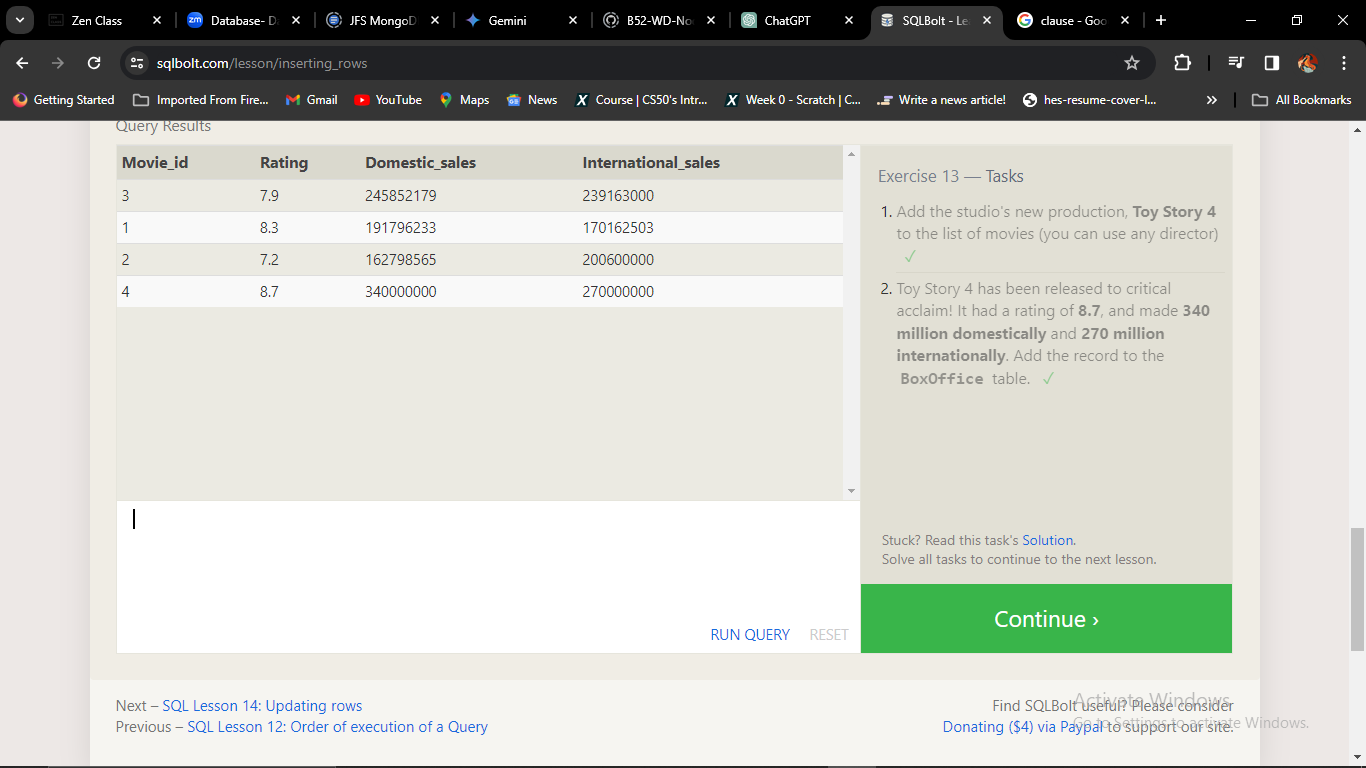 Zen Class
Database- D
JFS MongoD
Gemini
B52-WD-No
ChatGPT
SQLBolt - Le
clause - Goo
sqlbolt.com/lesson/inserting_rows
Getting Started
Imported From Fire...
Gmail
YouTube
Maps
News
Course | CS50's Intr...
Week 0 - Scratch | C...
Write a news article!
hes-resume-cover-l...
»
All Bookmarks
Query Results
Movie_id Rating Domestic_sales International_sales
3 7.9 245852179 239163000
1 8.3 191796233 170162503
2 7.2 162798565 200600000
4 8.7 340000000 270000000
Exercise 13 — Tasks
1. Add the studio's new production, Toy Story 4
to the list of movies (you can use any director)
✓
2. Toy Story 4 has been released to critical
acclaim! It had a rating of 8.7, and made 340
million domestically and 270 million
internationally. Add the record to the
BoxOffice table. ✓
Stuck? Read this task's Solution.
Solve all tasks to continue to the next lesson.
RUN QUERY RESET
Continue ›
Next – SQL Lesson 14: Updating rows
Previous – SQL Lesson 12: Order of execution of a Query
Find SQLBolt useful? Please consider
Donating ($4) via Paypal to support our site.
Activate Windows
Go to Settings to activate Windows.